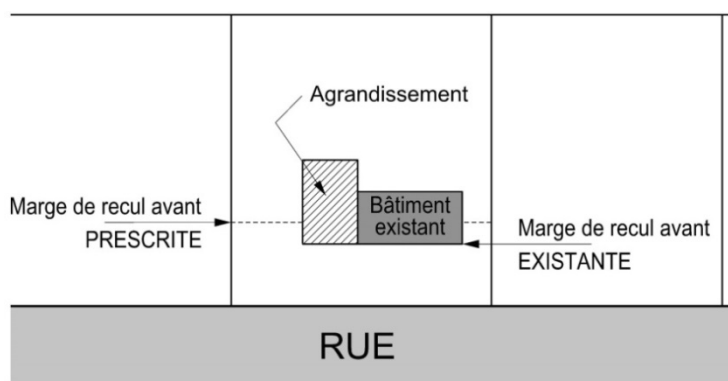 Agrandissement
Marge de recul avant
PRESCRITE
Bâtiment
existant
Marge de recul avant
EXISTANTE
RUE